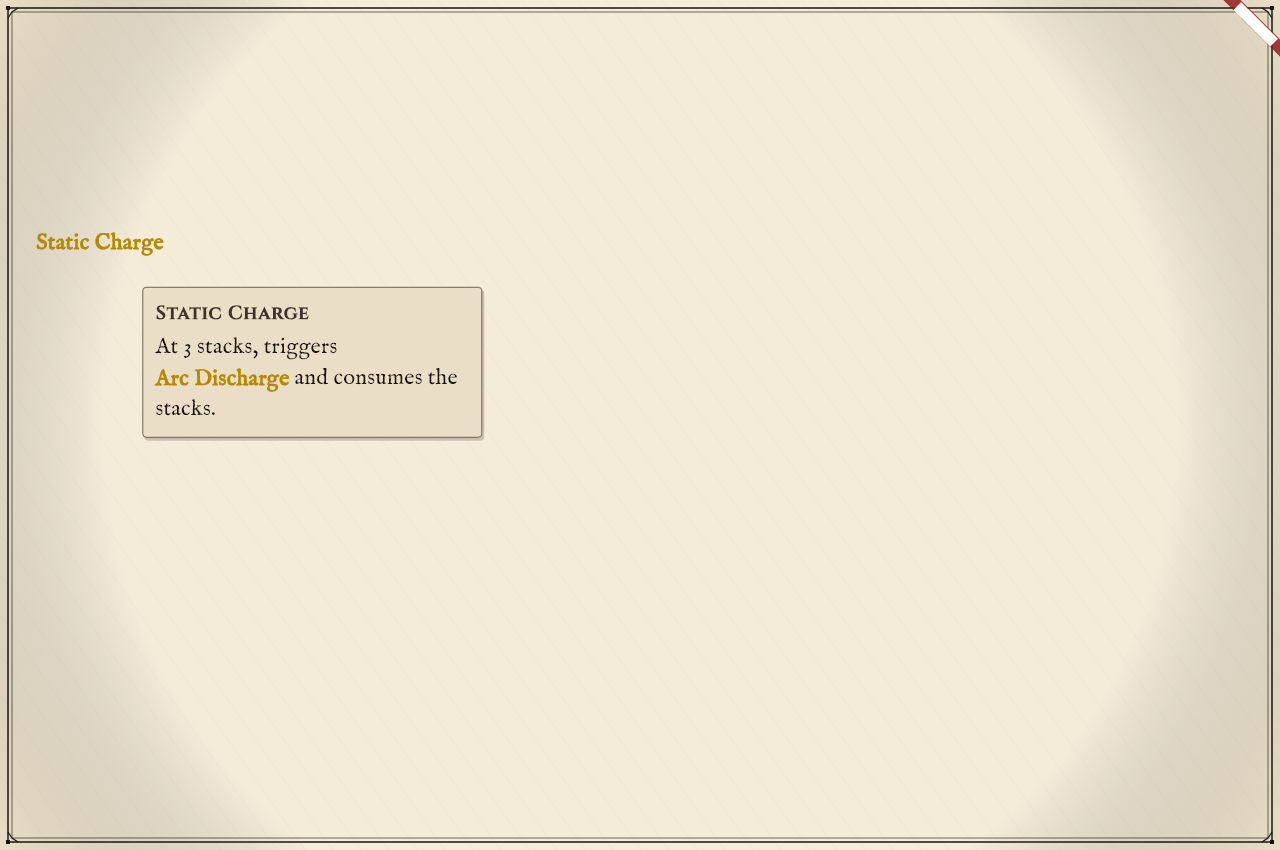 Static Charge
Static Charge
At 3 stacks, triggers
Arc Discharge and consumes the
stacks.